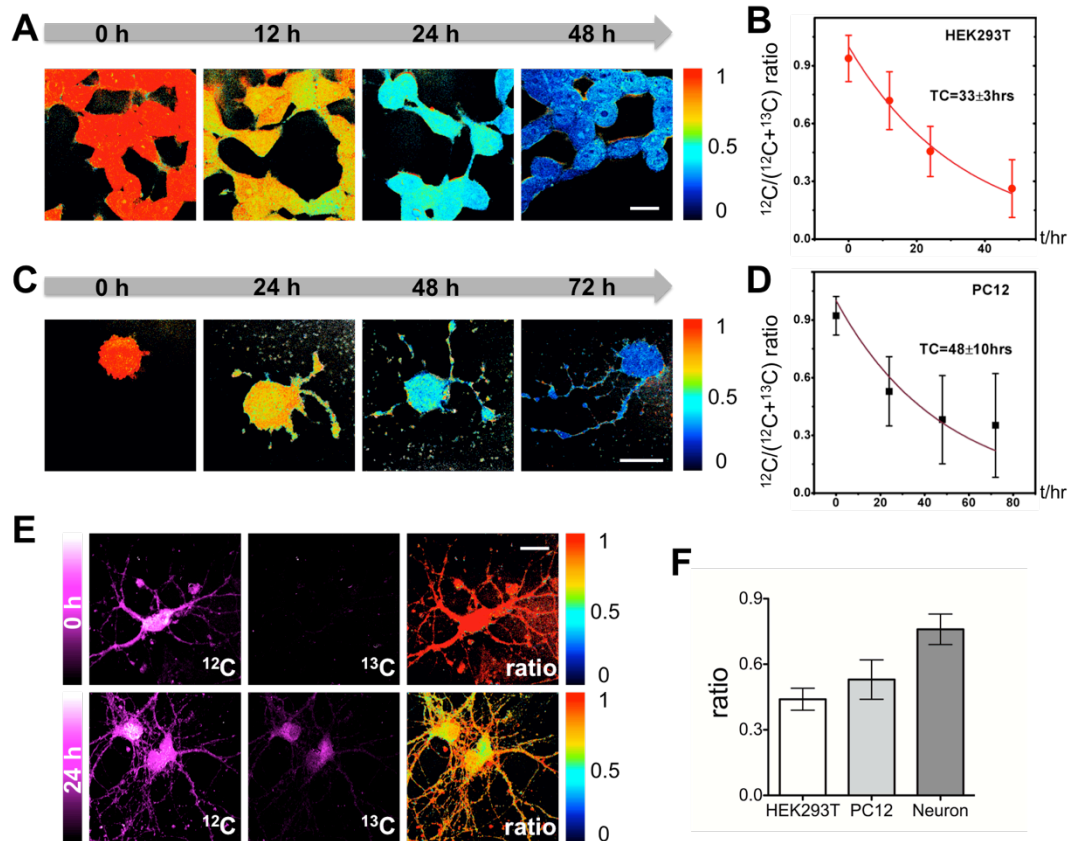 A
0 h 12 h 24 h 48 h
1
0.5
0
B
HEK293T
TC=33±3hrs
¹²C/(¹²C+¹³C) ratio
0.9
0.6
0.3
0.0
0 20 40 t/hr
C
0 h 24 h 48 h 72 h
1
0.5
0
D
PC12
TC=48±10hrs
¹²C/(¹²C+¹³C) ratio
0.9
0.6
0.3
0.0
0 20 40 60 80 t/hr
E
0 h
¹²C ¹³C ratio
1
0.5
0
24 h
¹²C ¹³C ratio
1
0.5
0
F
ratio
0.9
0.6
0.3
0.0
HEK293T PC12 Neuron